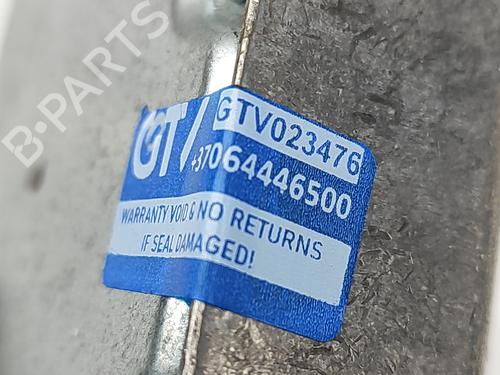 B-PARTS
GTV
GTV023476
+37064446500
WARRANTY VOID & NO RETURNS
IF SEAL DAMAGED!